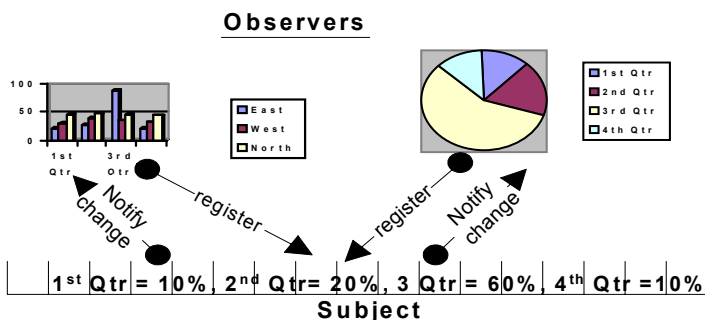 Observers
100
50
0
1st Qtr
3rd Qtr
East
West
North
1st Qtr
2nd Qtr
3rd Qtr
4th Qtr
Notify change
register
register
Notify change
1st Qtr = 10%, 2nd Qtr= 20%, 3 Qtr = 60%, 4th Qtr =10%
Subject